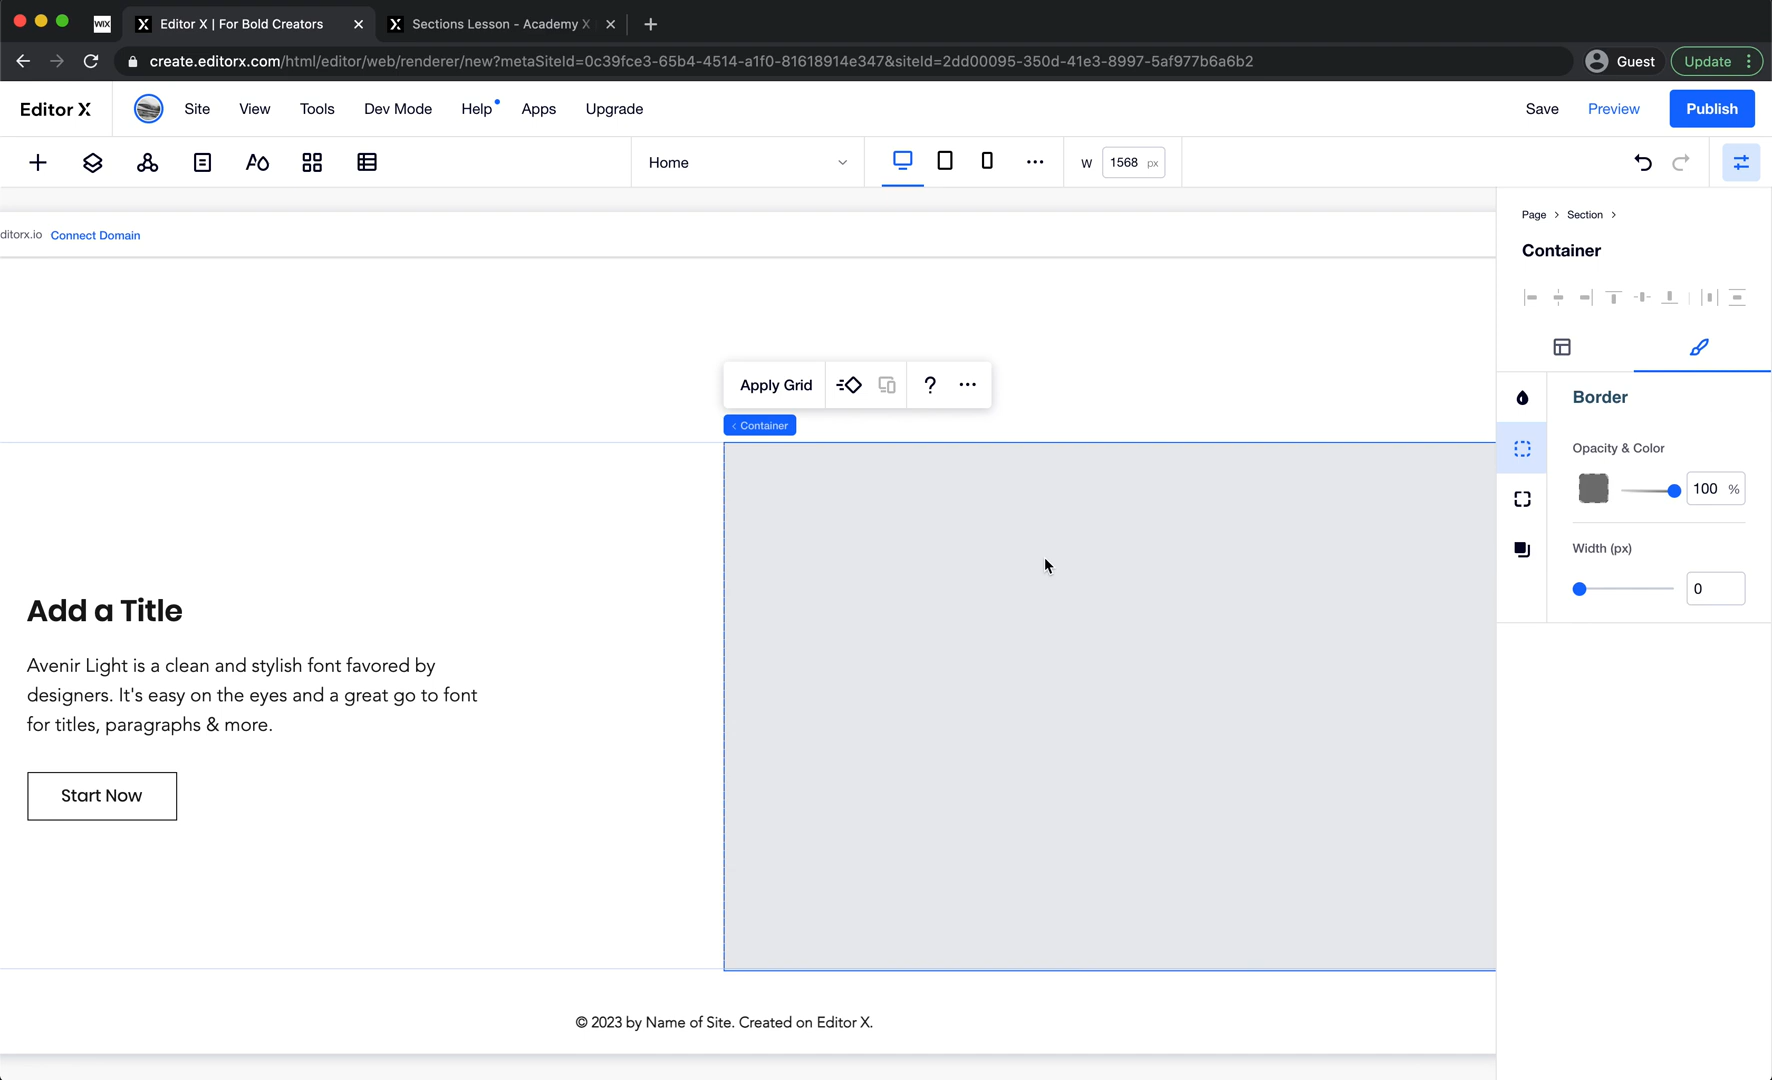 WIX
X Editor X | For Bold Creators
X Sections Lesson - Academy X
create.editorx.com/html/editor/web/renderer/new?metaSiteId=0c39fce3-65b4-4514-a1f0-81618914e347&siteId=2dd00095-350d-41e3-8997-5af977b6a6b2
Guest
Update
Editor X
Site
View
Tools
Dev Mode
Help
Apps
Upgrade
Save
Preview
Publish
Home
W
1568 px
ditorx.io
Connect Domain
Page > Section >
Container
Apply Grid
?
< Container
Border
Opacity & Color
100 %
Width (px)
0
Add a Title
Avenir Light is a clean and stylish font favored by
designers. It's easy on the eyes and a great go to font
for titles, paragraphs & more.
Start Now
© 2023 by Name of Site. Created on Editor X.